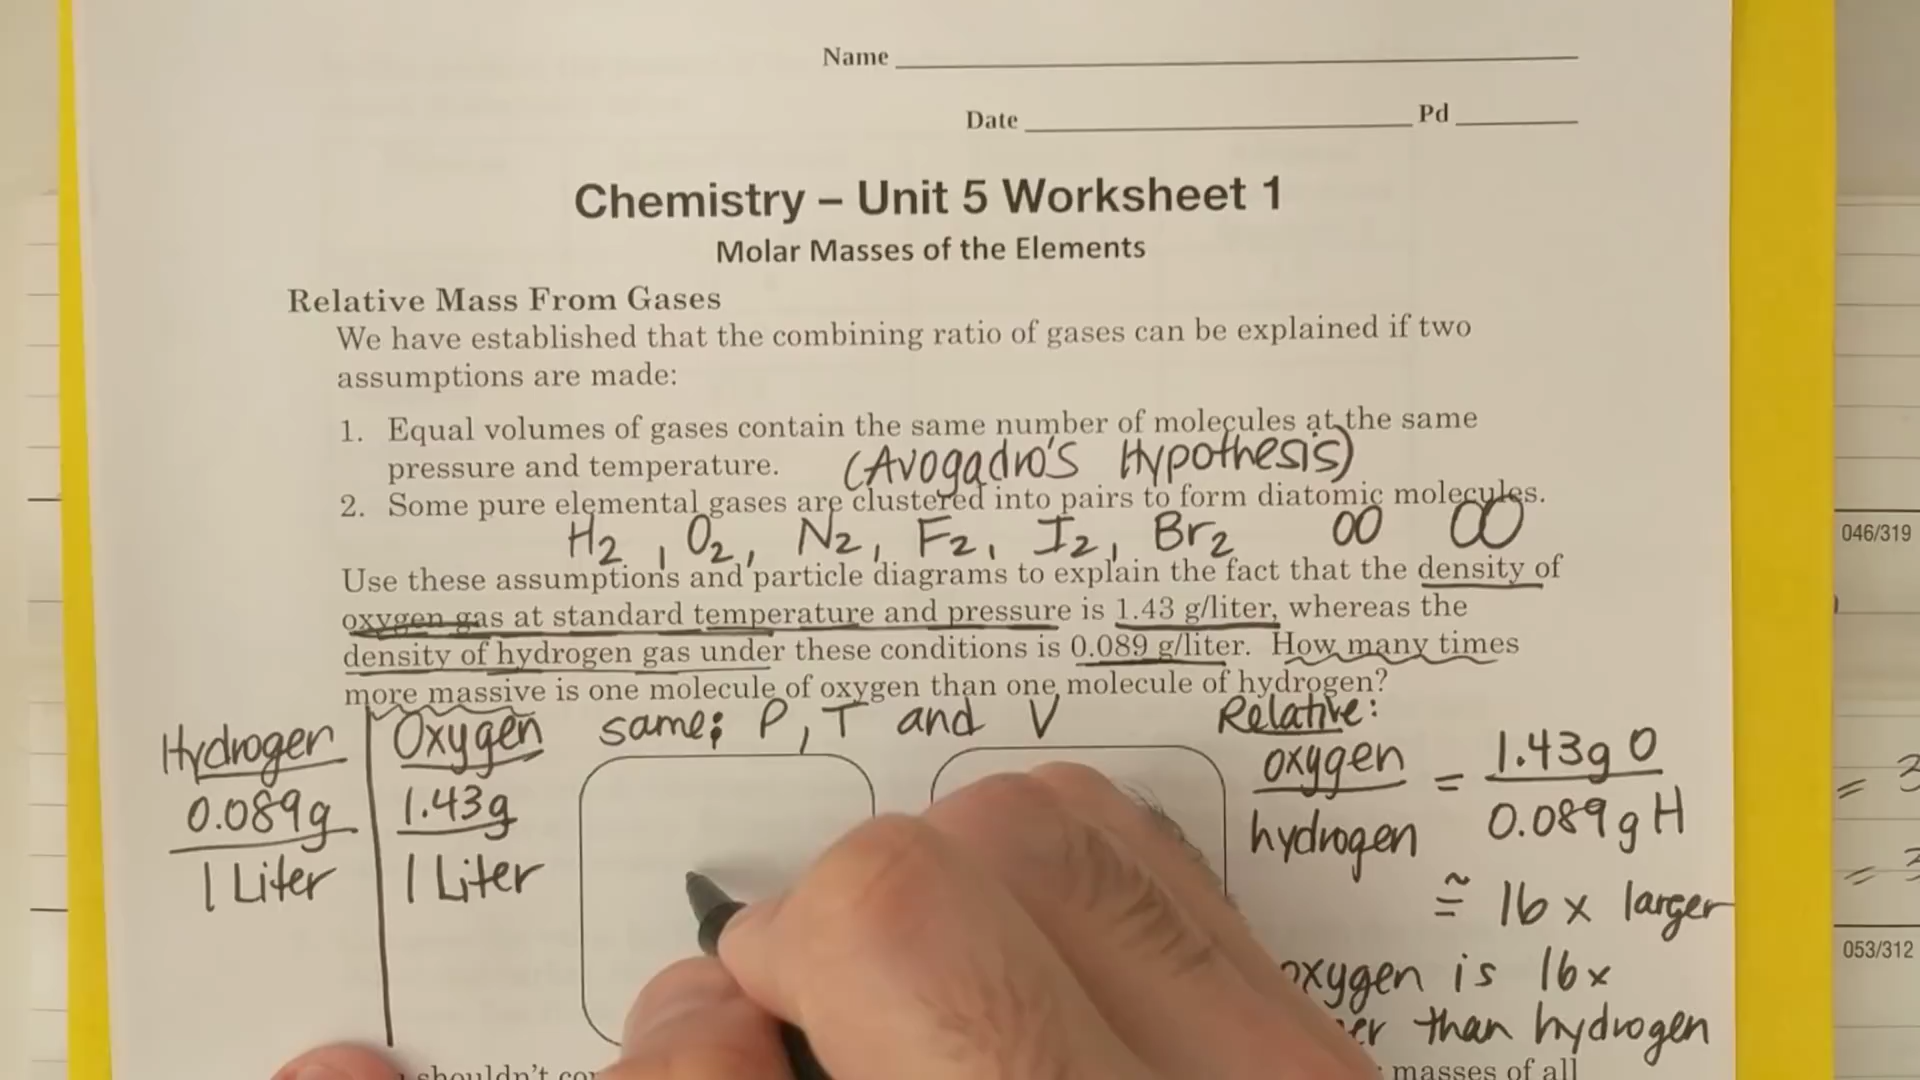 Name
Date Pd
Chemistry – Unit 5 Worksheet 1
Molar Masses of the Elements
Relative Mass From Gases
We have established that the combining ratio of gases can be explained if two
assumptions are made:
1. Equal volumes of gases contain the same number of molecules at the same
pressure and temperature. (Avogadro's Hypothesis)
2. Some pure elemental gases are clustered into pairs to form diatomic molecules.
H2, O2, N2, F2, I2, Br2
Use these assumptions and particle diagrams to explain the fact that the density of
oxygen gas at standard temperature and pressure is 1.43 g/liter, whereas the
density of hydrogen gas under these conditions is 0.089 g/liter. How many times
more massive is one molecule of oxygen than one molecule of hydrogen?
Hydrogen
0.089g
1 Liter
Oxygen
1.43g
1 Liter
same: P, T and V
Relative:
oxygen = 1.43g O
hydrogen 0.089g H
≅ 16x larger
oxygen is 16x
than hydrogen
shouldn't
masses of all
046/319
053/312